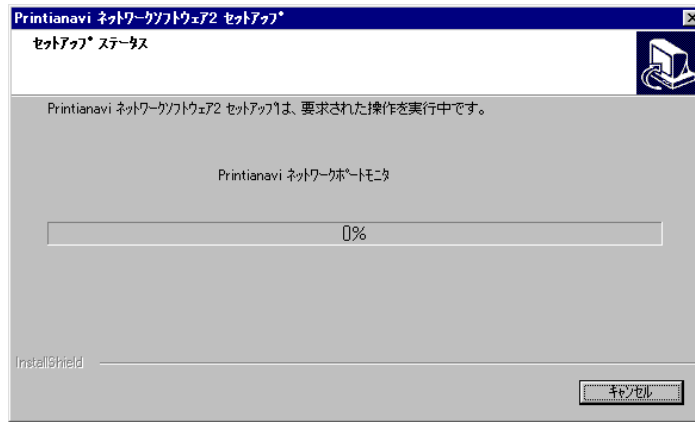 Printianavi ﾈｯﾄﾜｰｸｿﾌﾄｳｪｱ2 ｾｯﾄｱｯﾌﾟ
ｾｯﾄｱｯﾌﾟ ｽﾃｰﾀｽ
Printianavi ﾈｯﾄﾜｰｸｿﾌﾄｳｪｱ2 ｾｯﾄｱｯﾌﾟは、要求された操作を実行中です。
Printianavi ﾈｯﾄﾜｰｸﾎﾟｰﾄﾓﾆﾀ
0%
InstallShield
ｷｬﾝｾﾙ